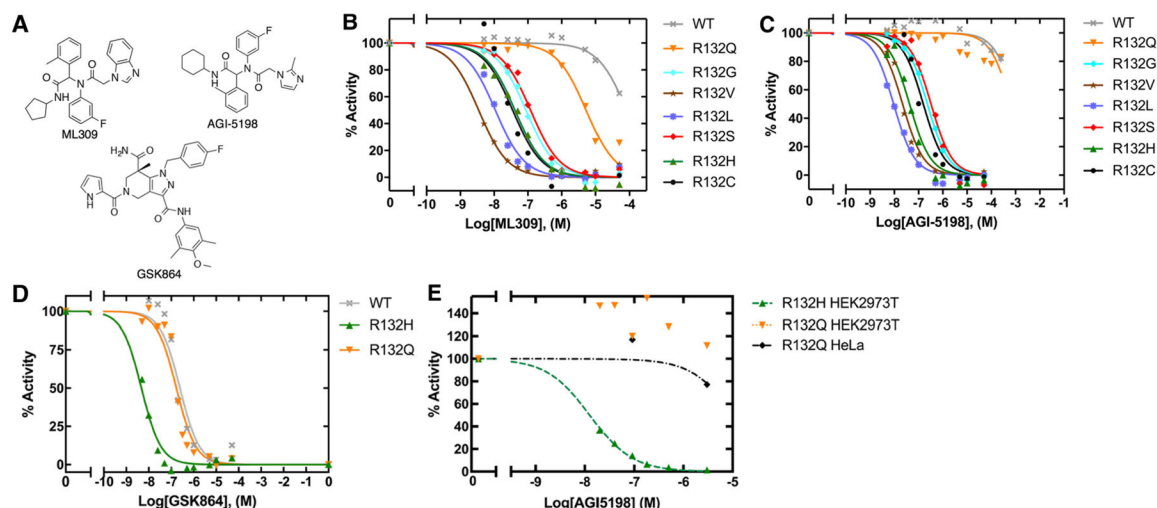 A
ML309
AGI-5198
GSK864
B
% Activity
100
80
60
40
20
0
0 -10 -9 -8 -7 -6 -5 -4 -3
Log[ML309], (M)
WT
R132Q
R132G
R132V
R132L
R132S
R132H
R132C
C
% Activity
100
80
60
40
20
0
0 -10 -9 -8 -7 -6 -5 -4 -3 -2 -1
Log[AGI-5198], (M)
WT
R132Q
R132G
R132V
R132L
R132S
R132H
R132C
D
% Activity
100
75
50
25
0
0 -10 -9 -8 -7 -6 -5 -4 -3 -2 -1 0
Log[GSK864], (M)
WT
R132H
R132Q
E
% Activity
140
120
100
80
60
40
20
0
0 -9 -8 -7 -6 -5
Log[AGI5198] (M)
R132H HEK2973T
R132Q HEK2973T
R132Q HeLa